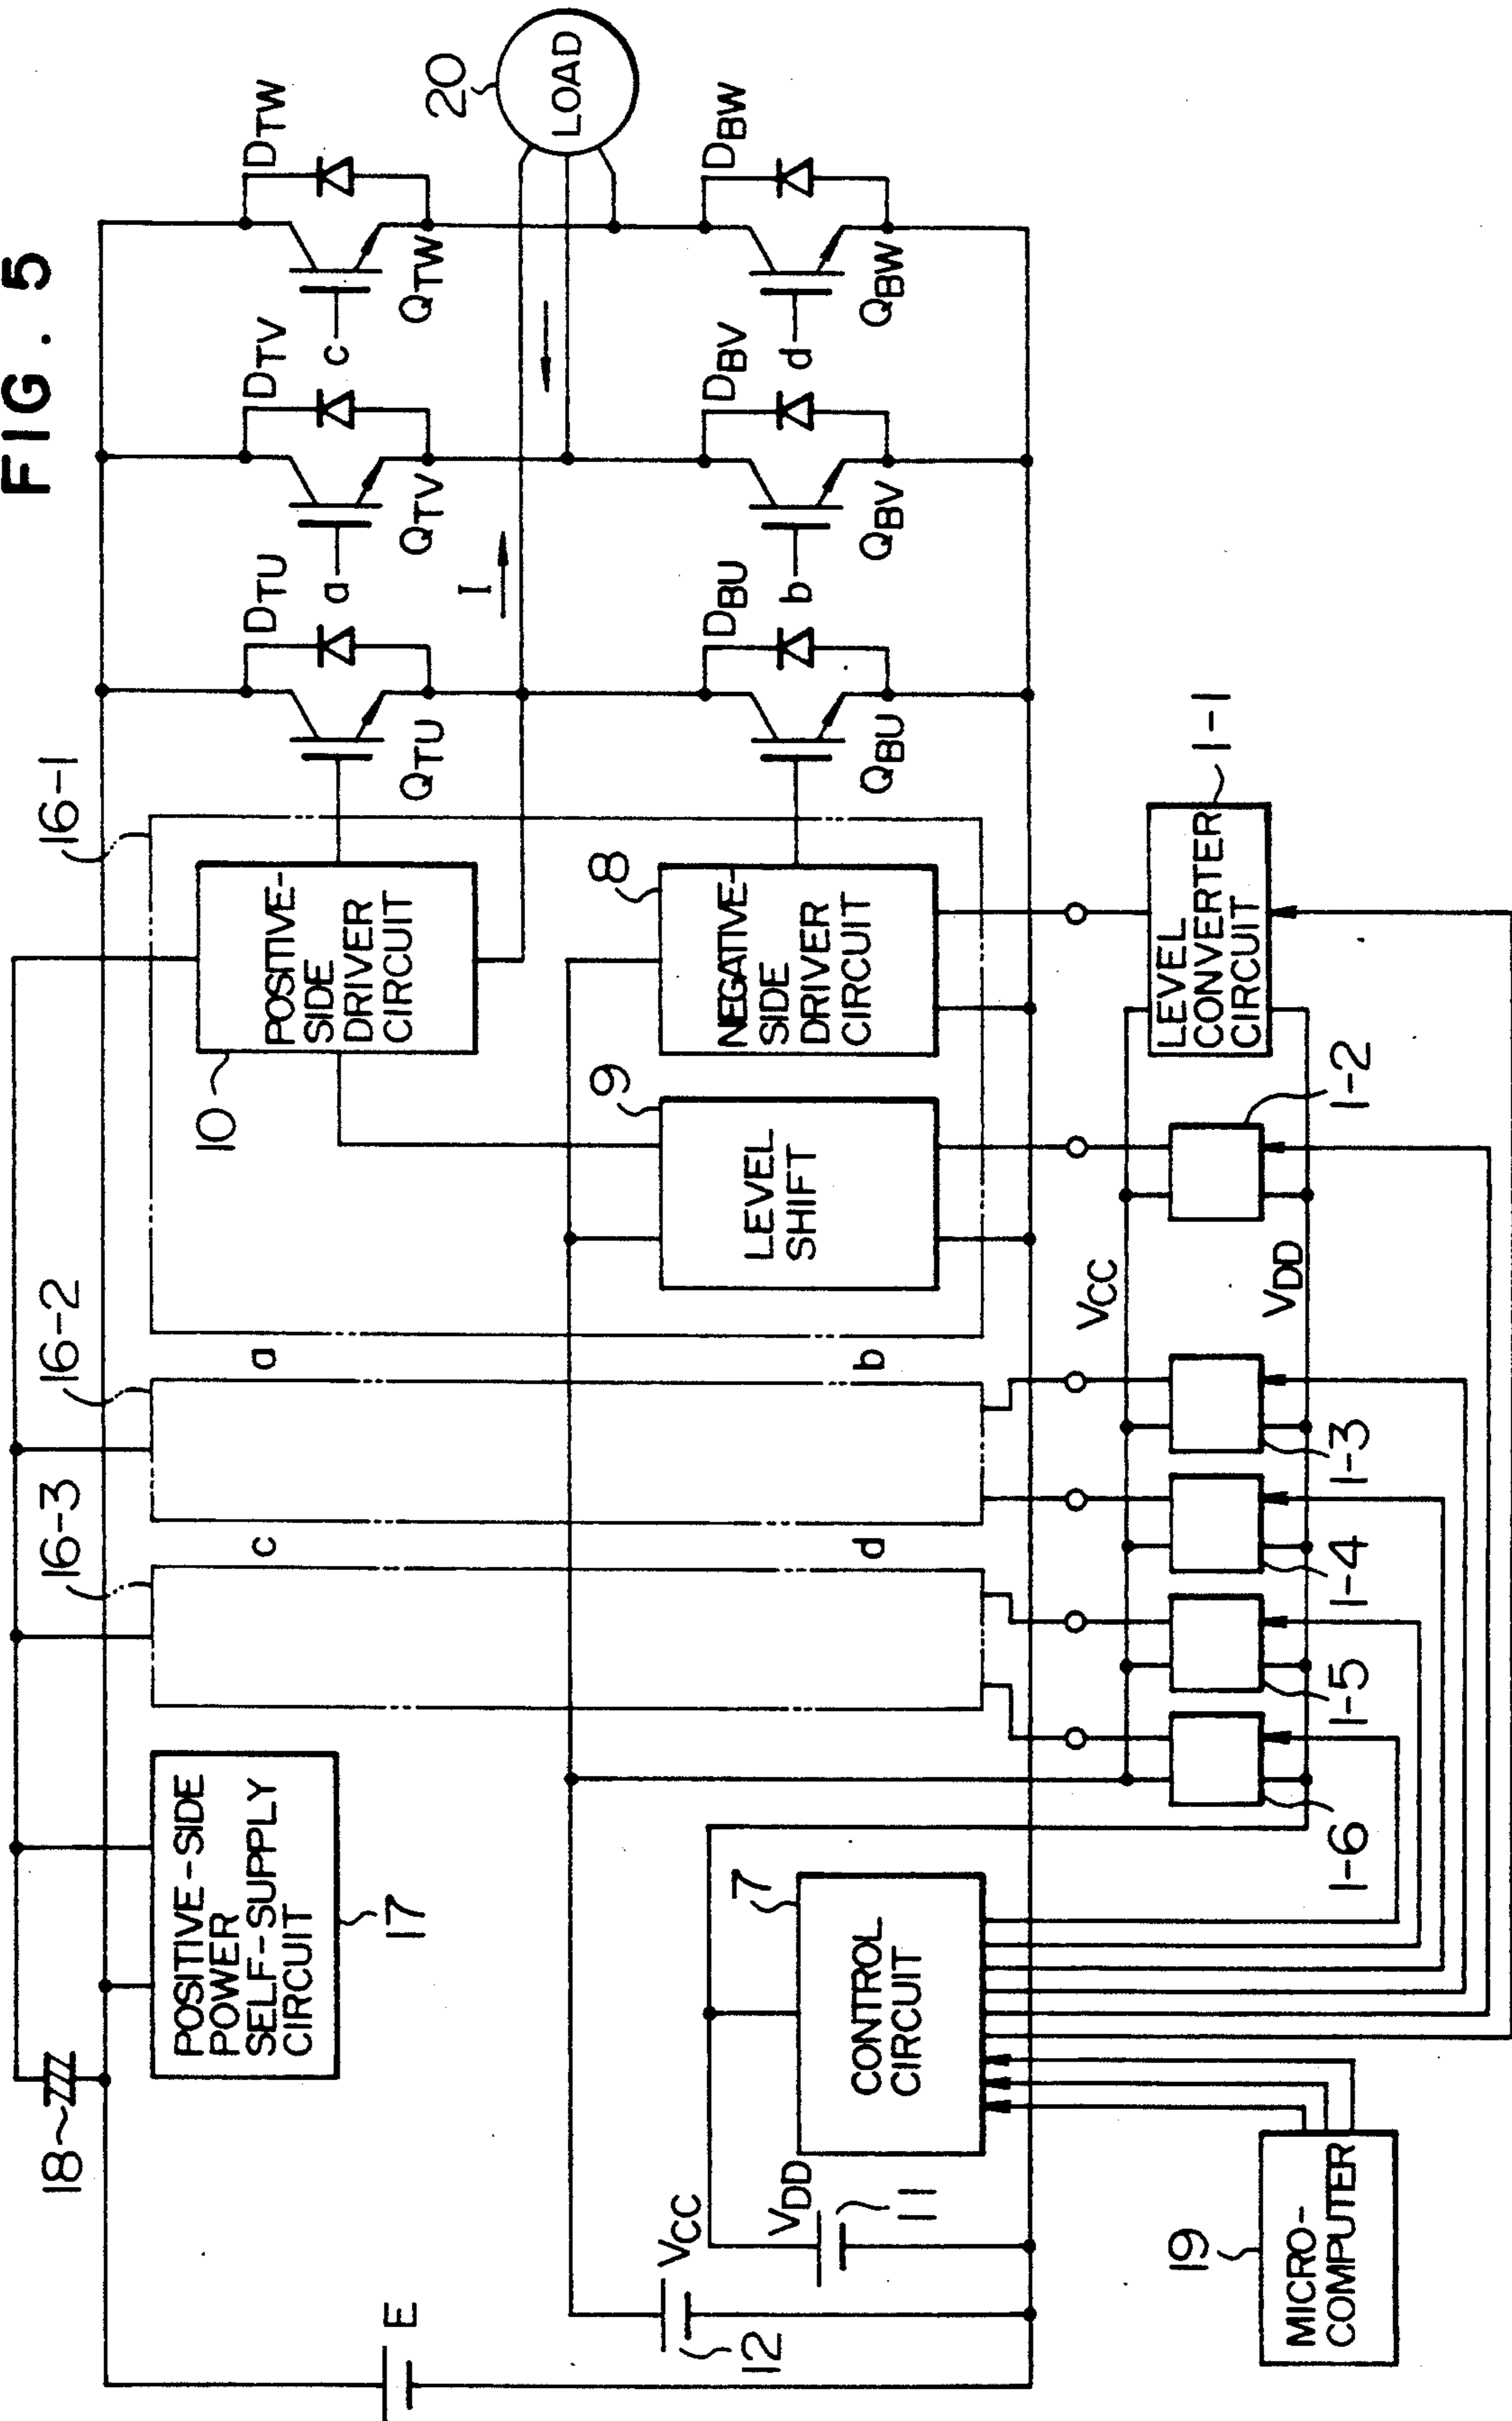 FIG. 5
18
17
POSITIVE-SIDE
POWER
SELF-SUPPLY
CIRCUIT
16-3
16-2
16-1
c
d
a
b
10
POSITIVE-
SIDE
DRIVER
CIRCUIT
9
LEVEL
SHIFT
8
NEGATIVE-
SIDE
DRIVER
CIRCUIT
DTU
DTV
DTW
a
c
QTU
QTV
QTW
I
20
LOAD
DBU
DBV
DBW
b
d
QBU
QBV
QBW
E
12
VCC
VDD
11
7
CONTROL
CIRCUIT
VCC
VDD
1-6
1-5
1-4
1-3
1-2
1-1
LEVEL
CONVERTER
CIRCUIT
19
MICRO-
COMPUTER